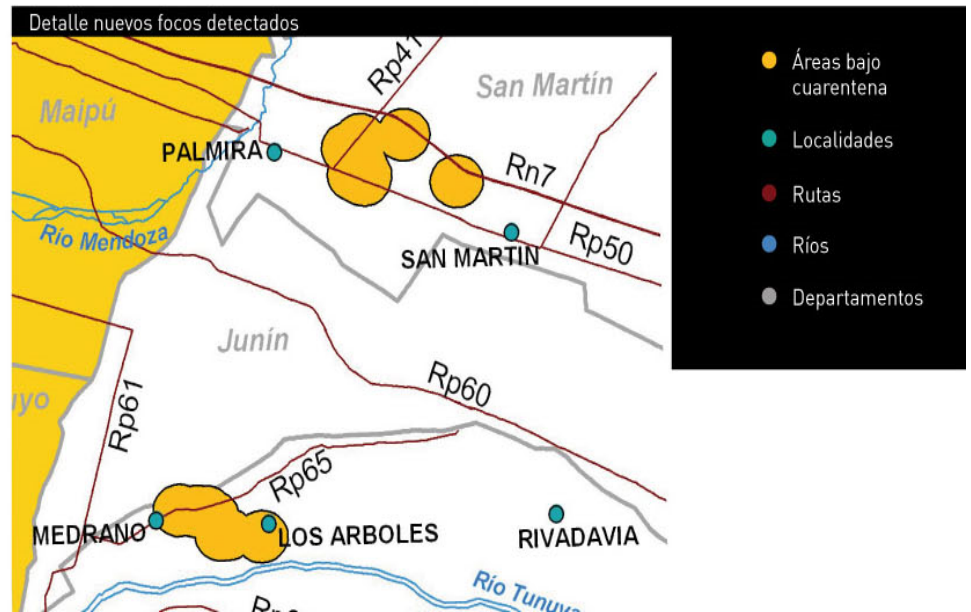 Detalle nuevos focos detectados
Rp41
San Martín
Maipú
PALMIRA
Rn7
Río Mendoza
SAN MARTIN
Rp50
Junín
Rp60
Rp61
Rp65
MEDRANO
LOS ARBOLES
RIVADAVIA
Áreas bajo
cuarentena
Localidades
Rutas
Ríos
Departamentos